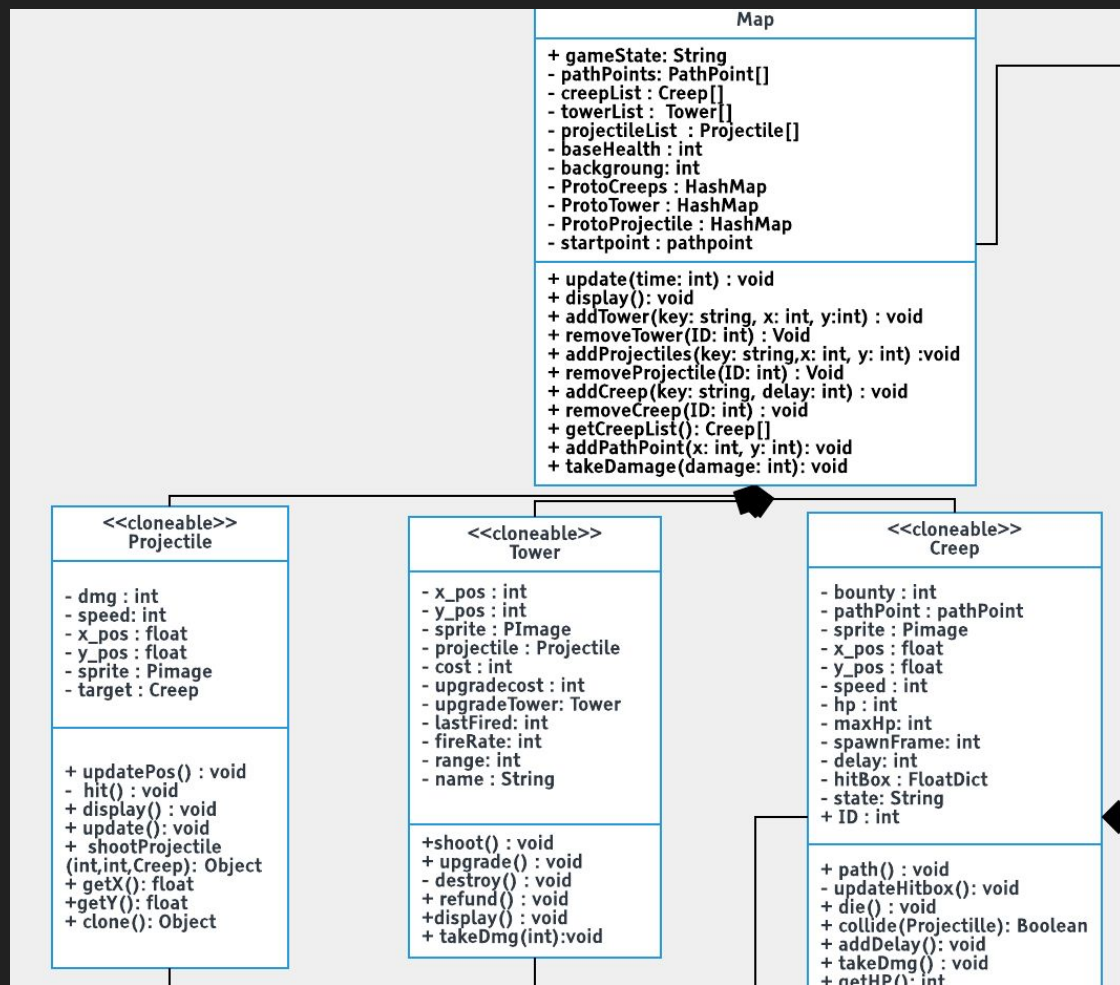 Map
+ gameState: String
- pathPoints: PathPoint[]
- creepList : Creep[]
- towerList :  Tower[]
- projectileList  : Projectile[]
- baseHealth : int
- backgroung: int
- ProtoCreeps : HashMap
- ProtoTower : HashMap
- ProtoProjectile : HashMap
- startpoint : pathpoint
+ update(time: int) : void
+ display(): void
+ addTower(key: string, x: int, y:int) : void
+ removeTower(ID: int) : Void
+ addProjectiles(key: string,x: int, y: int) :void
+ removeProjectile(ID: int) : Void
+ addCreep(key: string, delay: int) : void
+ removeCreep(ID: int) : void
+ getCreepList(): Creep[]
+ addPathPoint(x: int, y: int): void
+ takeDamage(damage: int): void
<<cloneable>>
Projectile
- dmg : int
- speed: int
- x_pos : float
- y_pos : float
- sprite : Pimage
- target : Creep
+ updatePos() : void
-  hit() : void
+ display() : void
+ update(): void
+  shootProjectile
(int,int,Creep): Object
+ getX(): float
+getY(): float
+ clone(): Object
<<cloneable>>
Tower
- x_pos : int
- y_pos : int
- sprite : PImage
- projectile : Projectile
- cost : int
- upgradecost : int
- upgradeTower: Tower
- lastFired: int
- fireRate: int
- range: int
- name : String
+shoot() : void
+ upgrade() : void
- destroy() : void
+ refund() : void
+display() : void
+ takeDmg(int):void
<<cloneable>>
Creep
- bounty : int
- pathPoint : pathPoint
- sprite : Pimage
- x_pos : float
- y_pos : float
- speed : int
- hp : int
- maxHp: int
- spawnFrame: int
- delay: int
- hitBox : FloatDict
- state: String
+ ID : int
+ path() : void
- updateHitbox(): void
+ die() : void
+ collide(Projectille): Boolean
+ addDelay(): void
+ takeDmg() : void
+ getHP(): int